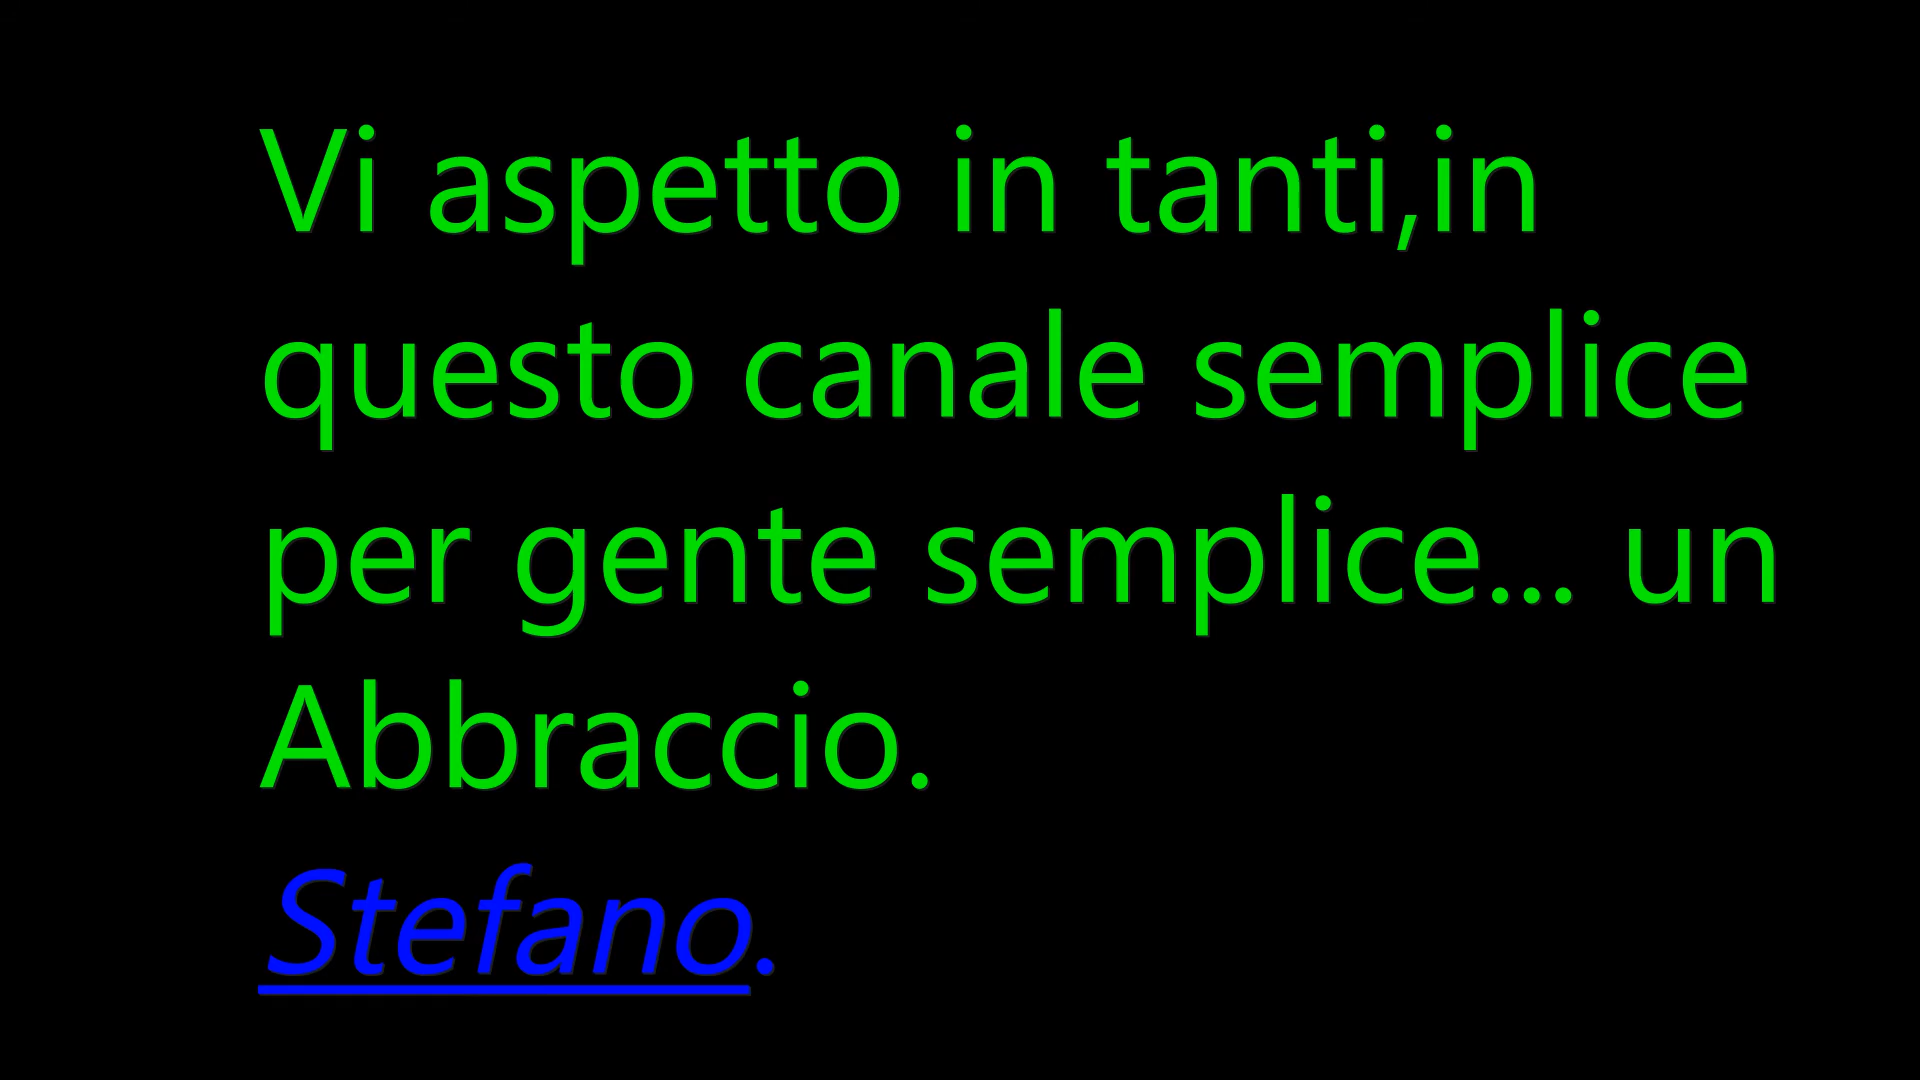 Vi aspetto in tanti,in
questo canale semplice
per gente semplice... un
Abbraccio.
Stefano.